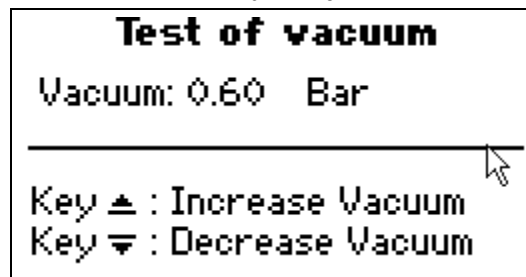 Test of vacuum
Vacuum: 0.60 Bar
Key ▲ : Increase Vacuum
Key ▼ : Decrease Vacuum